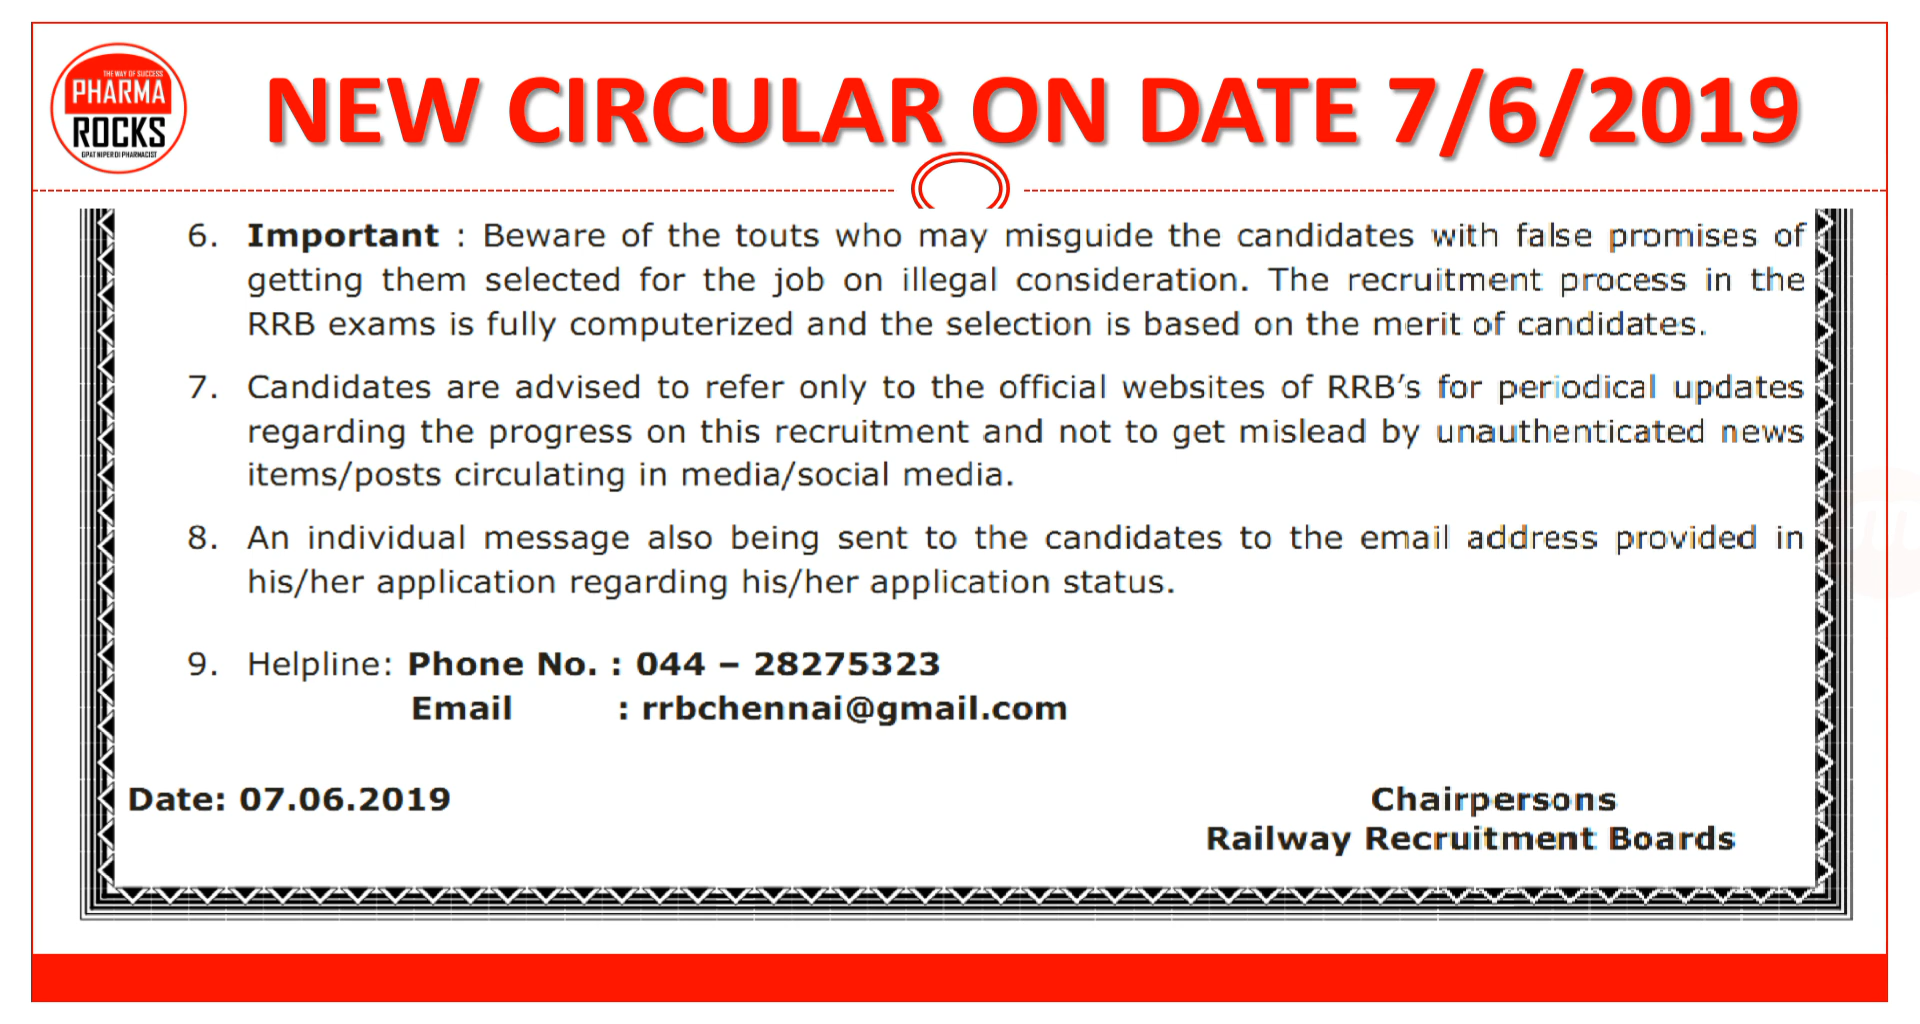 THE WAY OF SUCCESS
PHARMA
ROCKS
GPAT NIPER DI PHARMACIST
NEW CIRCULAR ON DATE 7/6/2019
6. Important : Beware of the touts who may misguide the candidates with false promises of
getting them selected for the job on illegal consideration. The recruitment process in the
RRB exams is fully computerized and the selection is based on the merit of candidates.
7. Candidates are advised to refer only to the official websites of RRB’s for periodical updates
regarding the progress on this recruitment and not to get mislead by unauthenticated news
items/posts circulating in media/social media.
8. An individual message also being sent to the candidates to the email address provided in
his/her application regarding his/her application status.
9. Helpline: Phone No. : 044 – 28275323
Email : rrbchennai@gmail.com
Date: 07.06.2019
Chairpersons
Railway Recruitment Boards